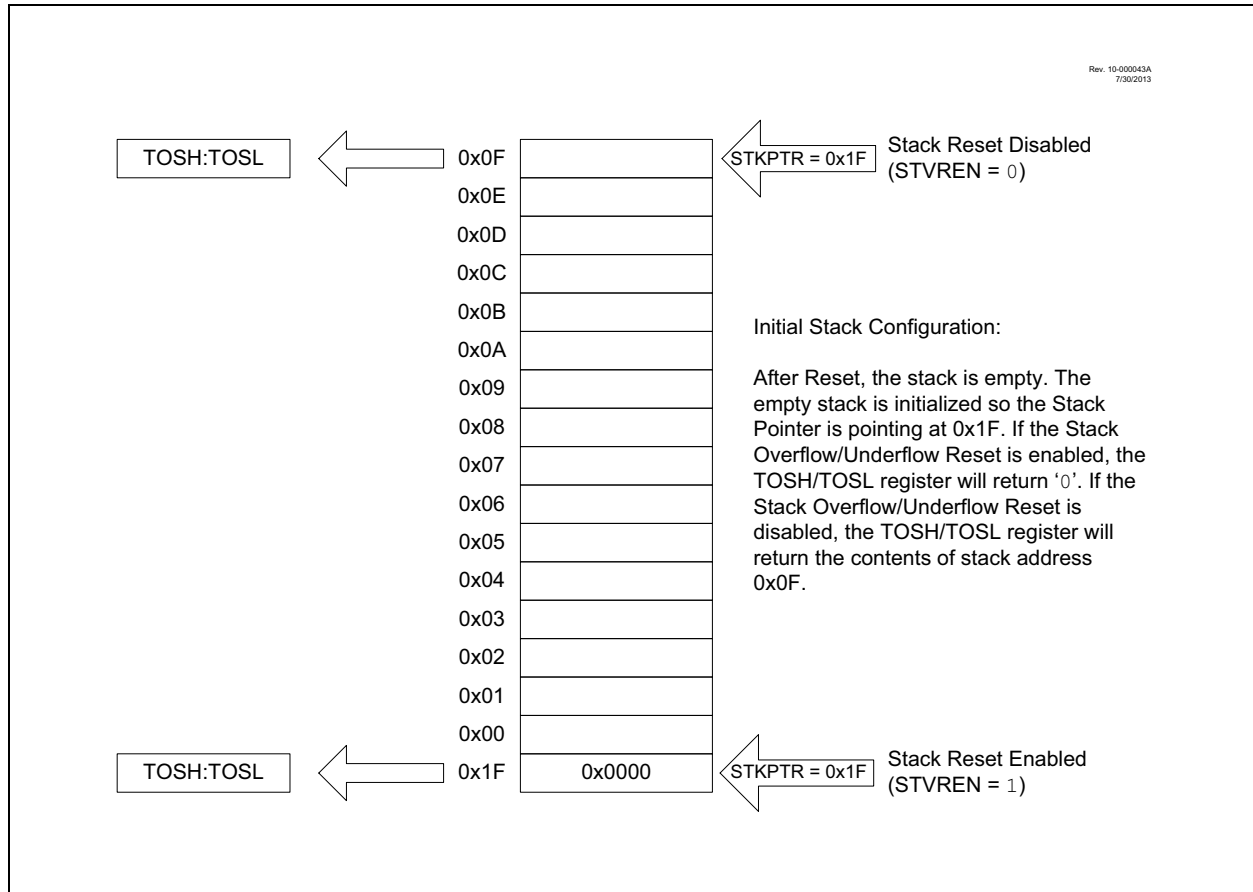 Rev. 10-000043A
7/30/2013
TOSH:TOSL
0x0F
STKPTR = 0x1F
Stack Reset Disabled
(STVREN = 0)
0x0E
0x0D
0x0C
0x0B
0x0A
0x09
0x08
0x07
0x06
0x05
0x04
0x03
0x02
0x01
0x00
Initial Stack Configuration:
After Reset, the stack is empty. The
empty stack is initialized so the Stack
Pointer is pointing at 0x1F. If the Stack
Overflow/Underflow Reset is enabled, the
TOSH/TOSL register will return ‘0’. If the
Stack Overflow/Underflow Reset is
disabled, the TOSH/TOSL register will
return the contents of stack address
0x0F.
TOSH:TOSL
0x1F
0x0000
STKPTR = 0x1F
Stack Reset Enabled
(STVREN = 1)